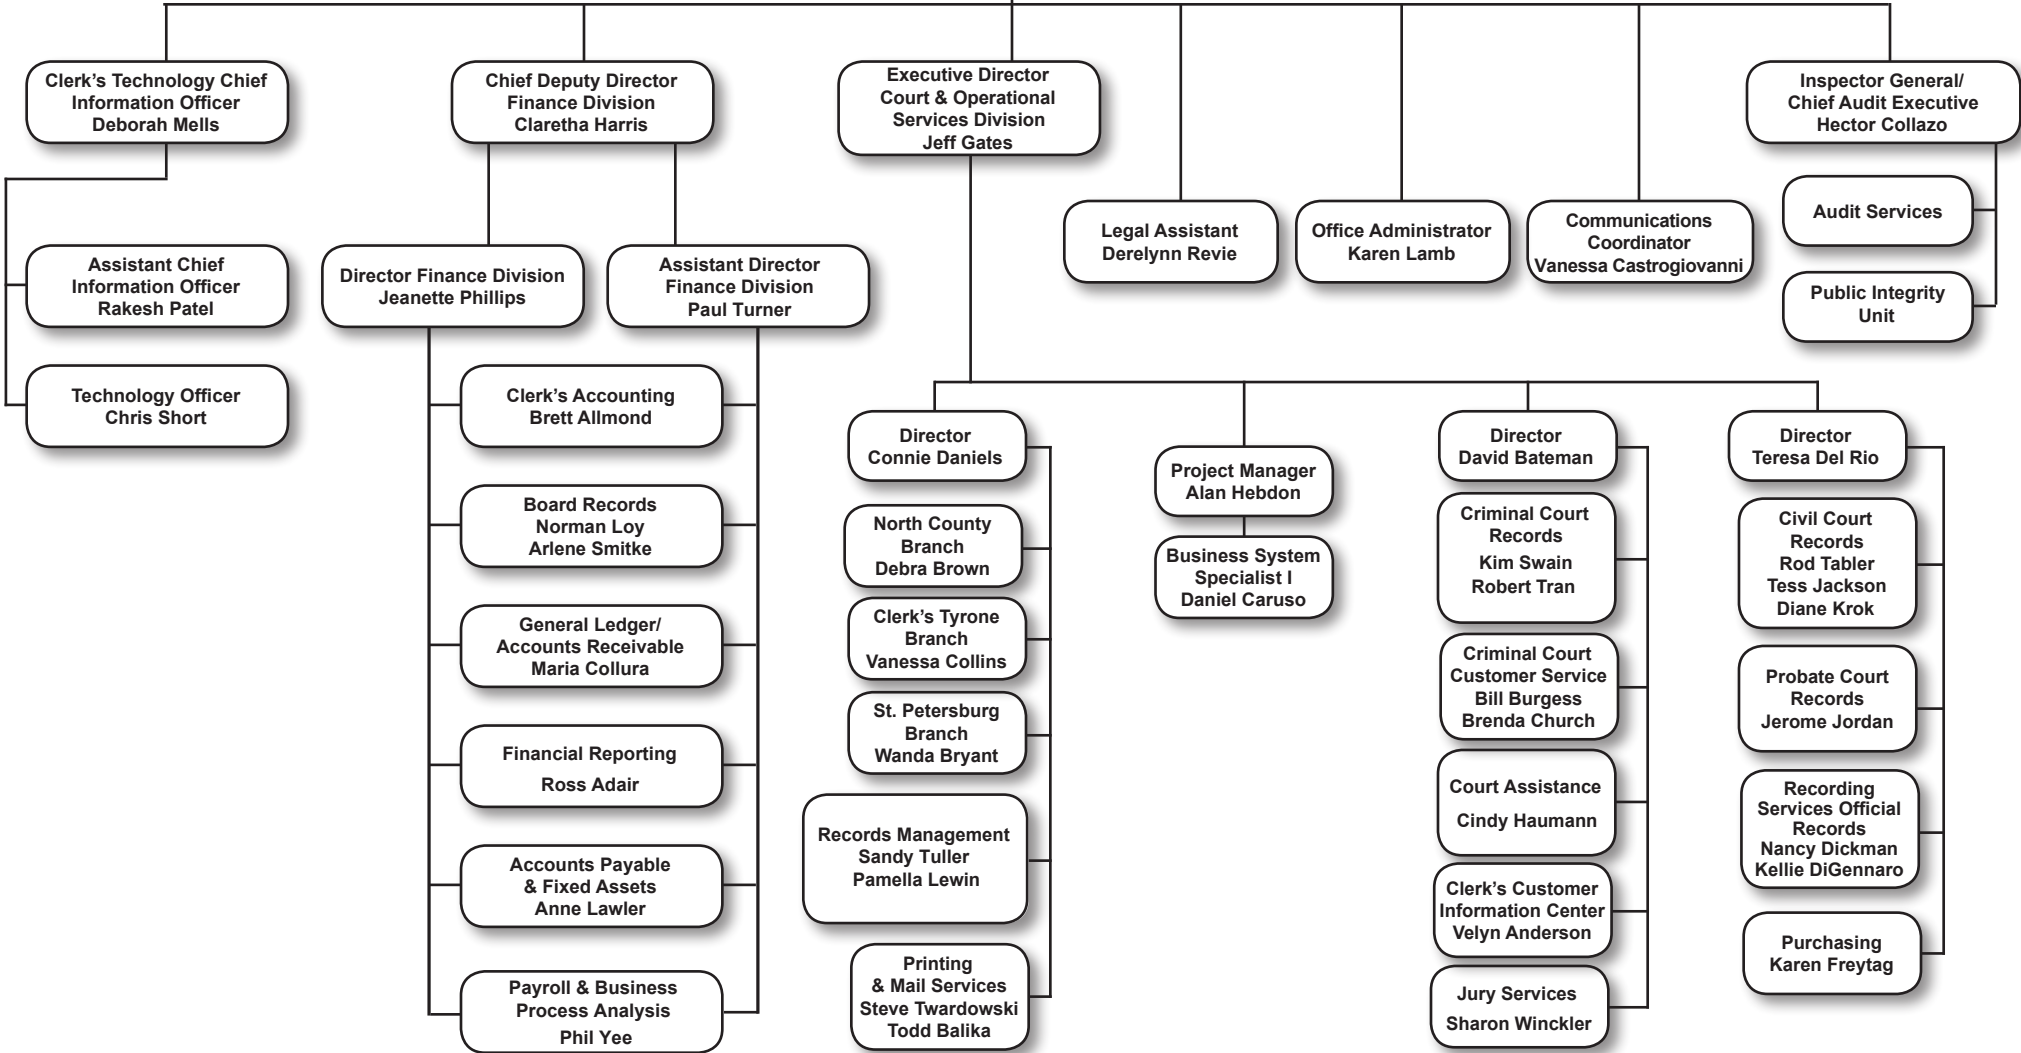 Clerk's Technology Chief
Information Officer
Deborah Mells
Chief Deputy Director
Finance Division
Claretha Harris
Executive Director
Court & Operational
Services Division
Jeff Gates
Inspector General/
Chief Audit Executive
Hector Collazo
Legal Assistant
Derelynn Revie
Office Administrator
Karen Lamb
Communications
Coordinator
Vanessa Castrogiovanni
Audit Services
Public Integrity
Unit
Assistant Chief
Information Officer
Rakesh Patel
Technology Officer
Chris Short
Director Finance Division
Jeanette Phillips
Assistant Director
Finance Division
Paul Turner
Clerk's Accounting
Brett Allmond
Board Records
Norman Loy
Arlene Smitke
General Ledger/
Accounts Receivable
Maria Collura
Financial Reporting
Ross Adair
Accounts Payable
& Fixed Assets
Anne Lawler
Payroll & Business
Process Analysis
Phil Yee
Director
Connie Daniels
North County
Branch
Debra Brown
Clerk's Tyrone
Branch
Vanessa Collins
St. Petersburg
Branch
Wanda Bryant
Records Management
Sandy Tuller
Pamella Lewin
Printing
& Mail Services
Steve Twardowski
Todd Balika
Project Manager
Alan Hebdon
Business System
Specialist I
Daniel Caruso
Director
David Bateman
Criminal Court
Records
Kim Swain
Robert Tran
Criminal Court
Customer Service
Bill Burgess
Brenda Church
Court Assistance
Cindy Haumann
Clerk's Customer
Information Center
Velyn Anderson
Jury Services
Sharon Winckler
Director
Teresa Del Rio
Civil Court
Records
Rod Tabler
Tess Jackson
Diane Krok
Probate Court
Records
Jerome Jordan
Recording
Services Official
Records
Nancy Dickman
Kellie DiGennaro
Purchasing
Karen Freytag